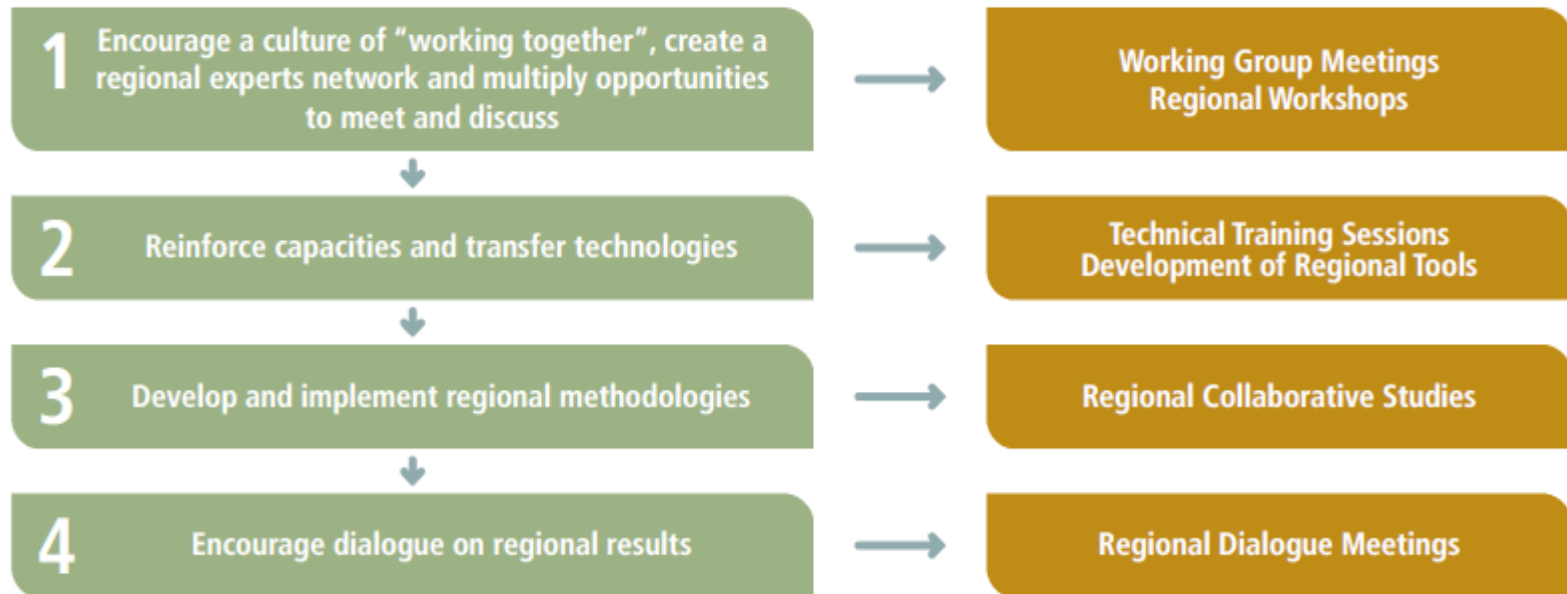 1
Encourage a culture of “working together”, create a
regional experts network and multiply opportunities
to meet and discuss
Working Group Meetings
Regional Workshops
2
Reinforce capacities and transfer technologies
Technical Training Sessions
Development of Regional Tools
3
Develop and implement regional methodologies
Regional Collaborative Studies
4
Encourage dialogue on regional results
Regional Dialogue Meetings